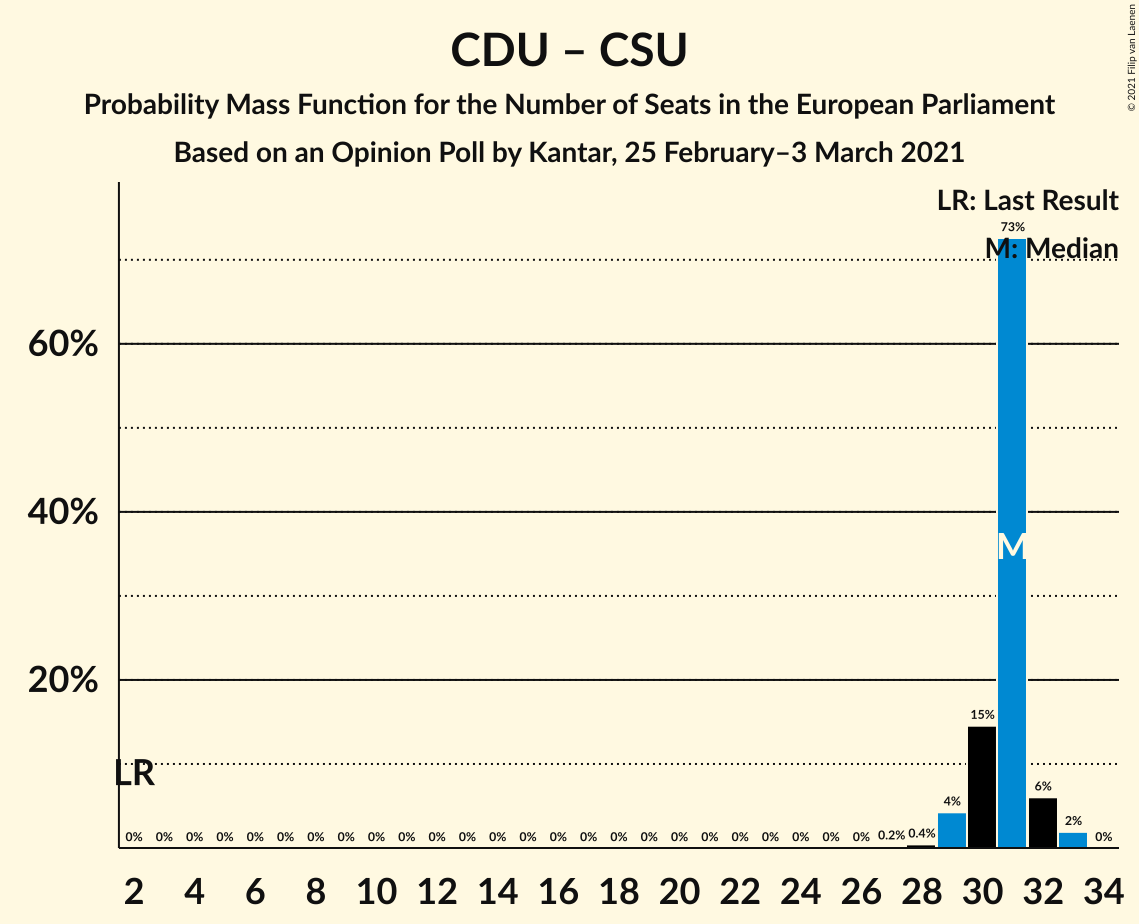 CDU – CSU
Probability Mass Function for the Number of Seats in the European Parliament
Based on an Opinion Poll by Kantar, 25 February–3 March 2021
© 2021 Filip van Laenen
LR: Last Result
M: Median
73%
60%
40%
M
20%
15%
LR
6%
4%
2%
0% 0% 0% 0% 0% 0% 0% 0% 0% 0% 0% 0% 0% 0% 0% 0% 0% 0% 0% 0% 0% 0% 0% 0% 0% 0.2% 0.4% 0%
2 4 6 8 10 12 14 16 18 20 22 24 26 28 30 32 34